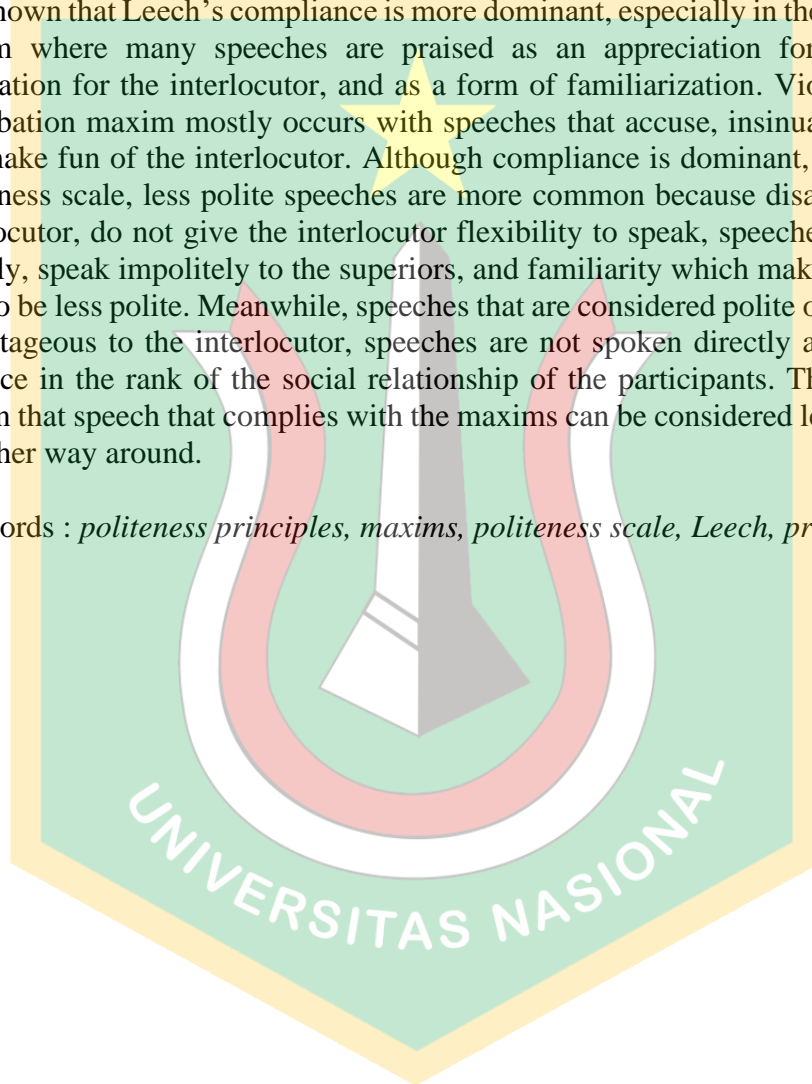 hown that Leech's compliance is more dominant, especially in the
m where many speeches are praised as an appreciation for
ation for the interlocutor, and as a form of familiarization. Vio
bation maxim mostly occurs with speeches that accuse, insinua
nake fun of the interlocutor. Although compliance is dominant,
ness scale, less polite speeches are more common because disa
ocutor, do not give the interlocutor flexibility to speak, speeche
ly, speak impolitely to the superiors, and familiarity which mak
o be less polite. Meanwhile, speeches that are considered polite o
tageous to the interlocutor, speeches are not spoken directly a
ce in the rank of the social relationship of the participants. Th
n that speech that complies with the maxims can be considered le
her way around.
ords : politeness principles, maxims, politeness scale, Leech, pr
UNIVERSITAS NASIONAL